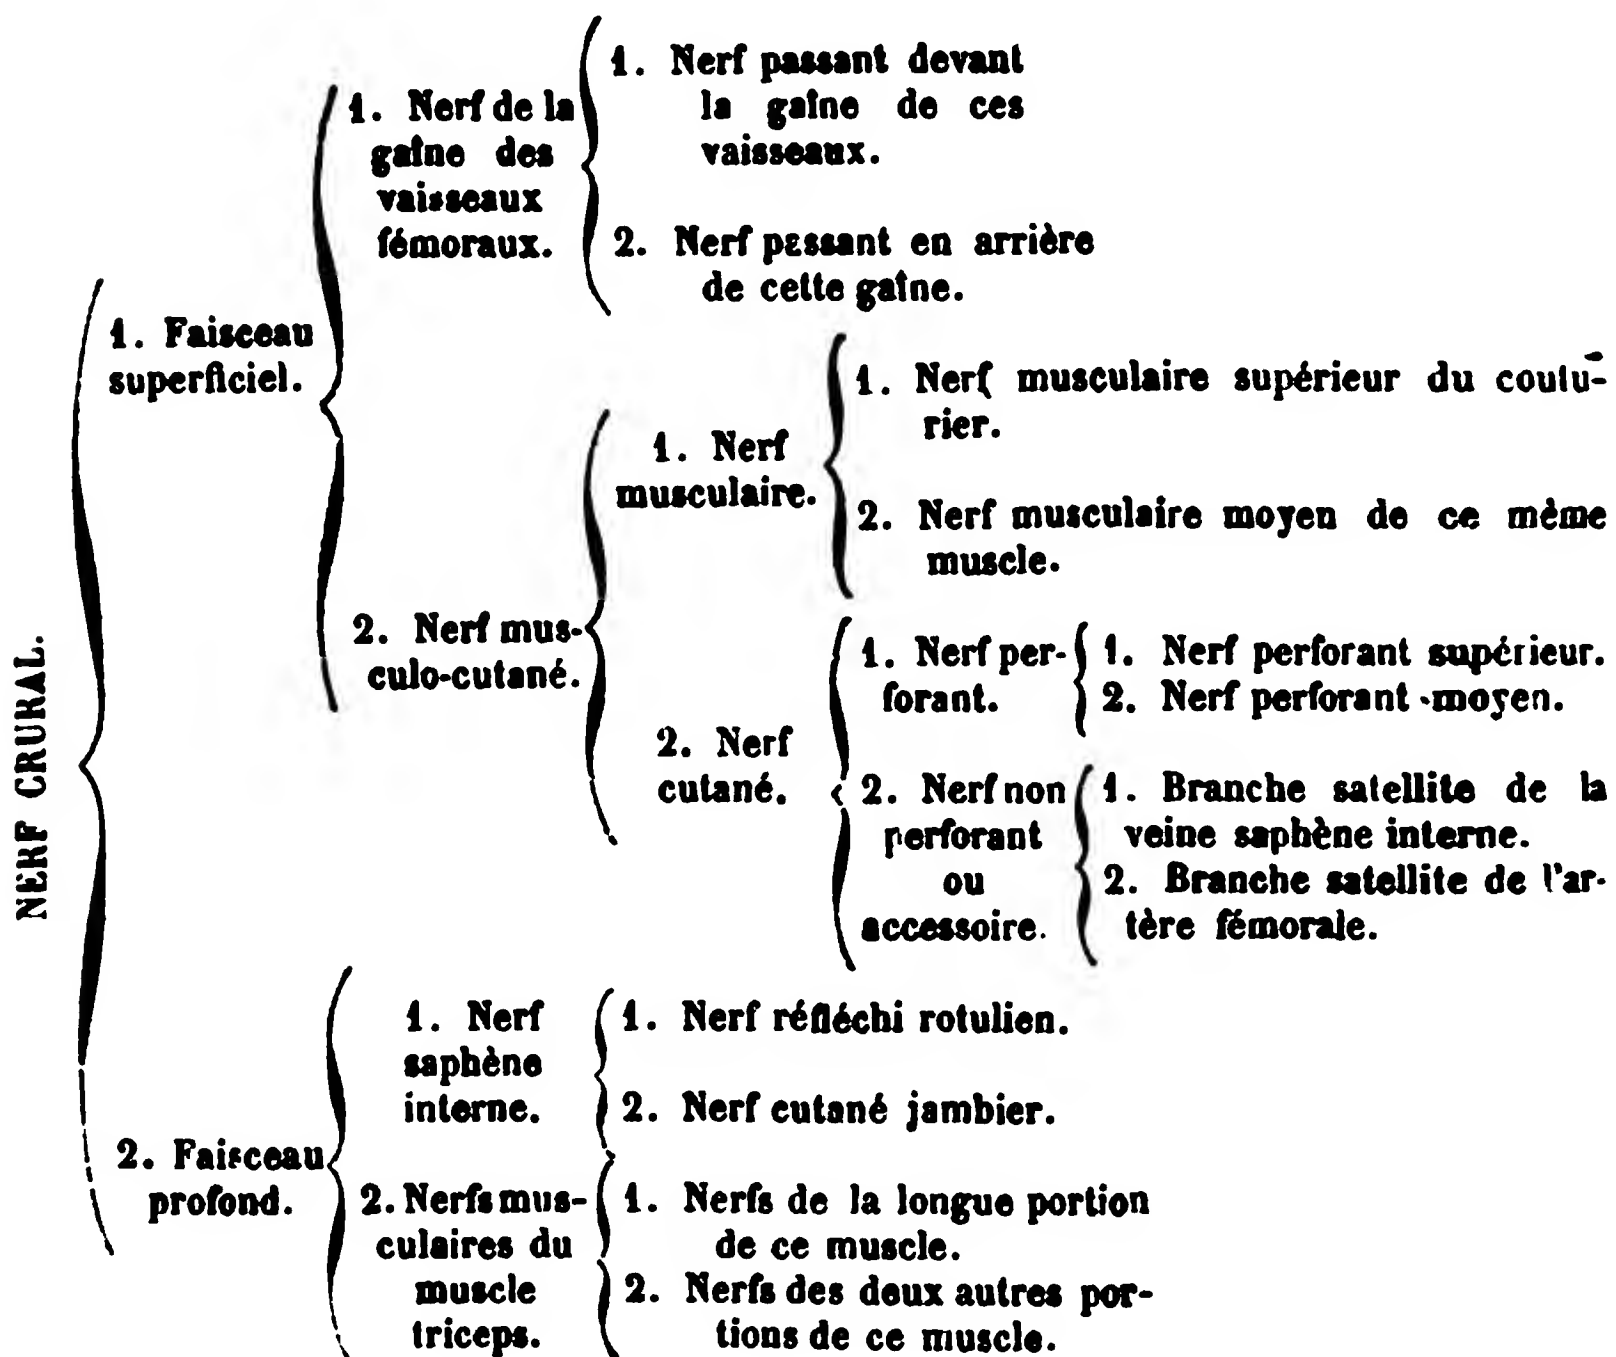 NERF CRURAL.
1. Faisceau
superficiel.
1. Nerf de la
gaîne des
vaisseaux
fémoraux.
1. Nerf passant devant
la gaîne de ces
vaisseaux.
2. Nerf passant en arrière
de cette gaîne.
2. Nerf mus-
culo-cutané.
1. Nerf
musculaire.
1. Nerf musculaire supérieur du coutu-
rier.
2. Nerf musculaire moyen de ce même
muscle.
2. Nerf
cutané.
1. Nerf per-
forant.
1. Nerf perforant supérieur.
2. Nerf perforant moyen.
2. Nerf non
perforant
ou
accessoire.
1. Branche satellite de la
veine saphène interne.
2. Branche satellite de l'ar-
tère fémorale.
2. Faisceau
profond.
1. Nerf
saphène
interne.
1. Nerf réfléchi rotulien.
2. Nerf cutané jambier.
2. Nerfs mus-
culaires du
muscle
triceps.
1. Nerfs de la longue portion
de ce muscle.
2. Nerfs des deux autres por-
tions de ce muscle.